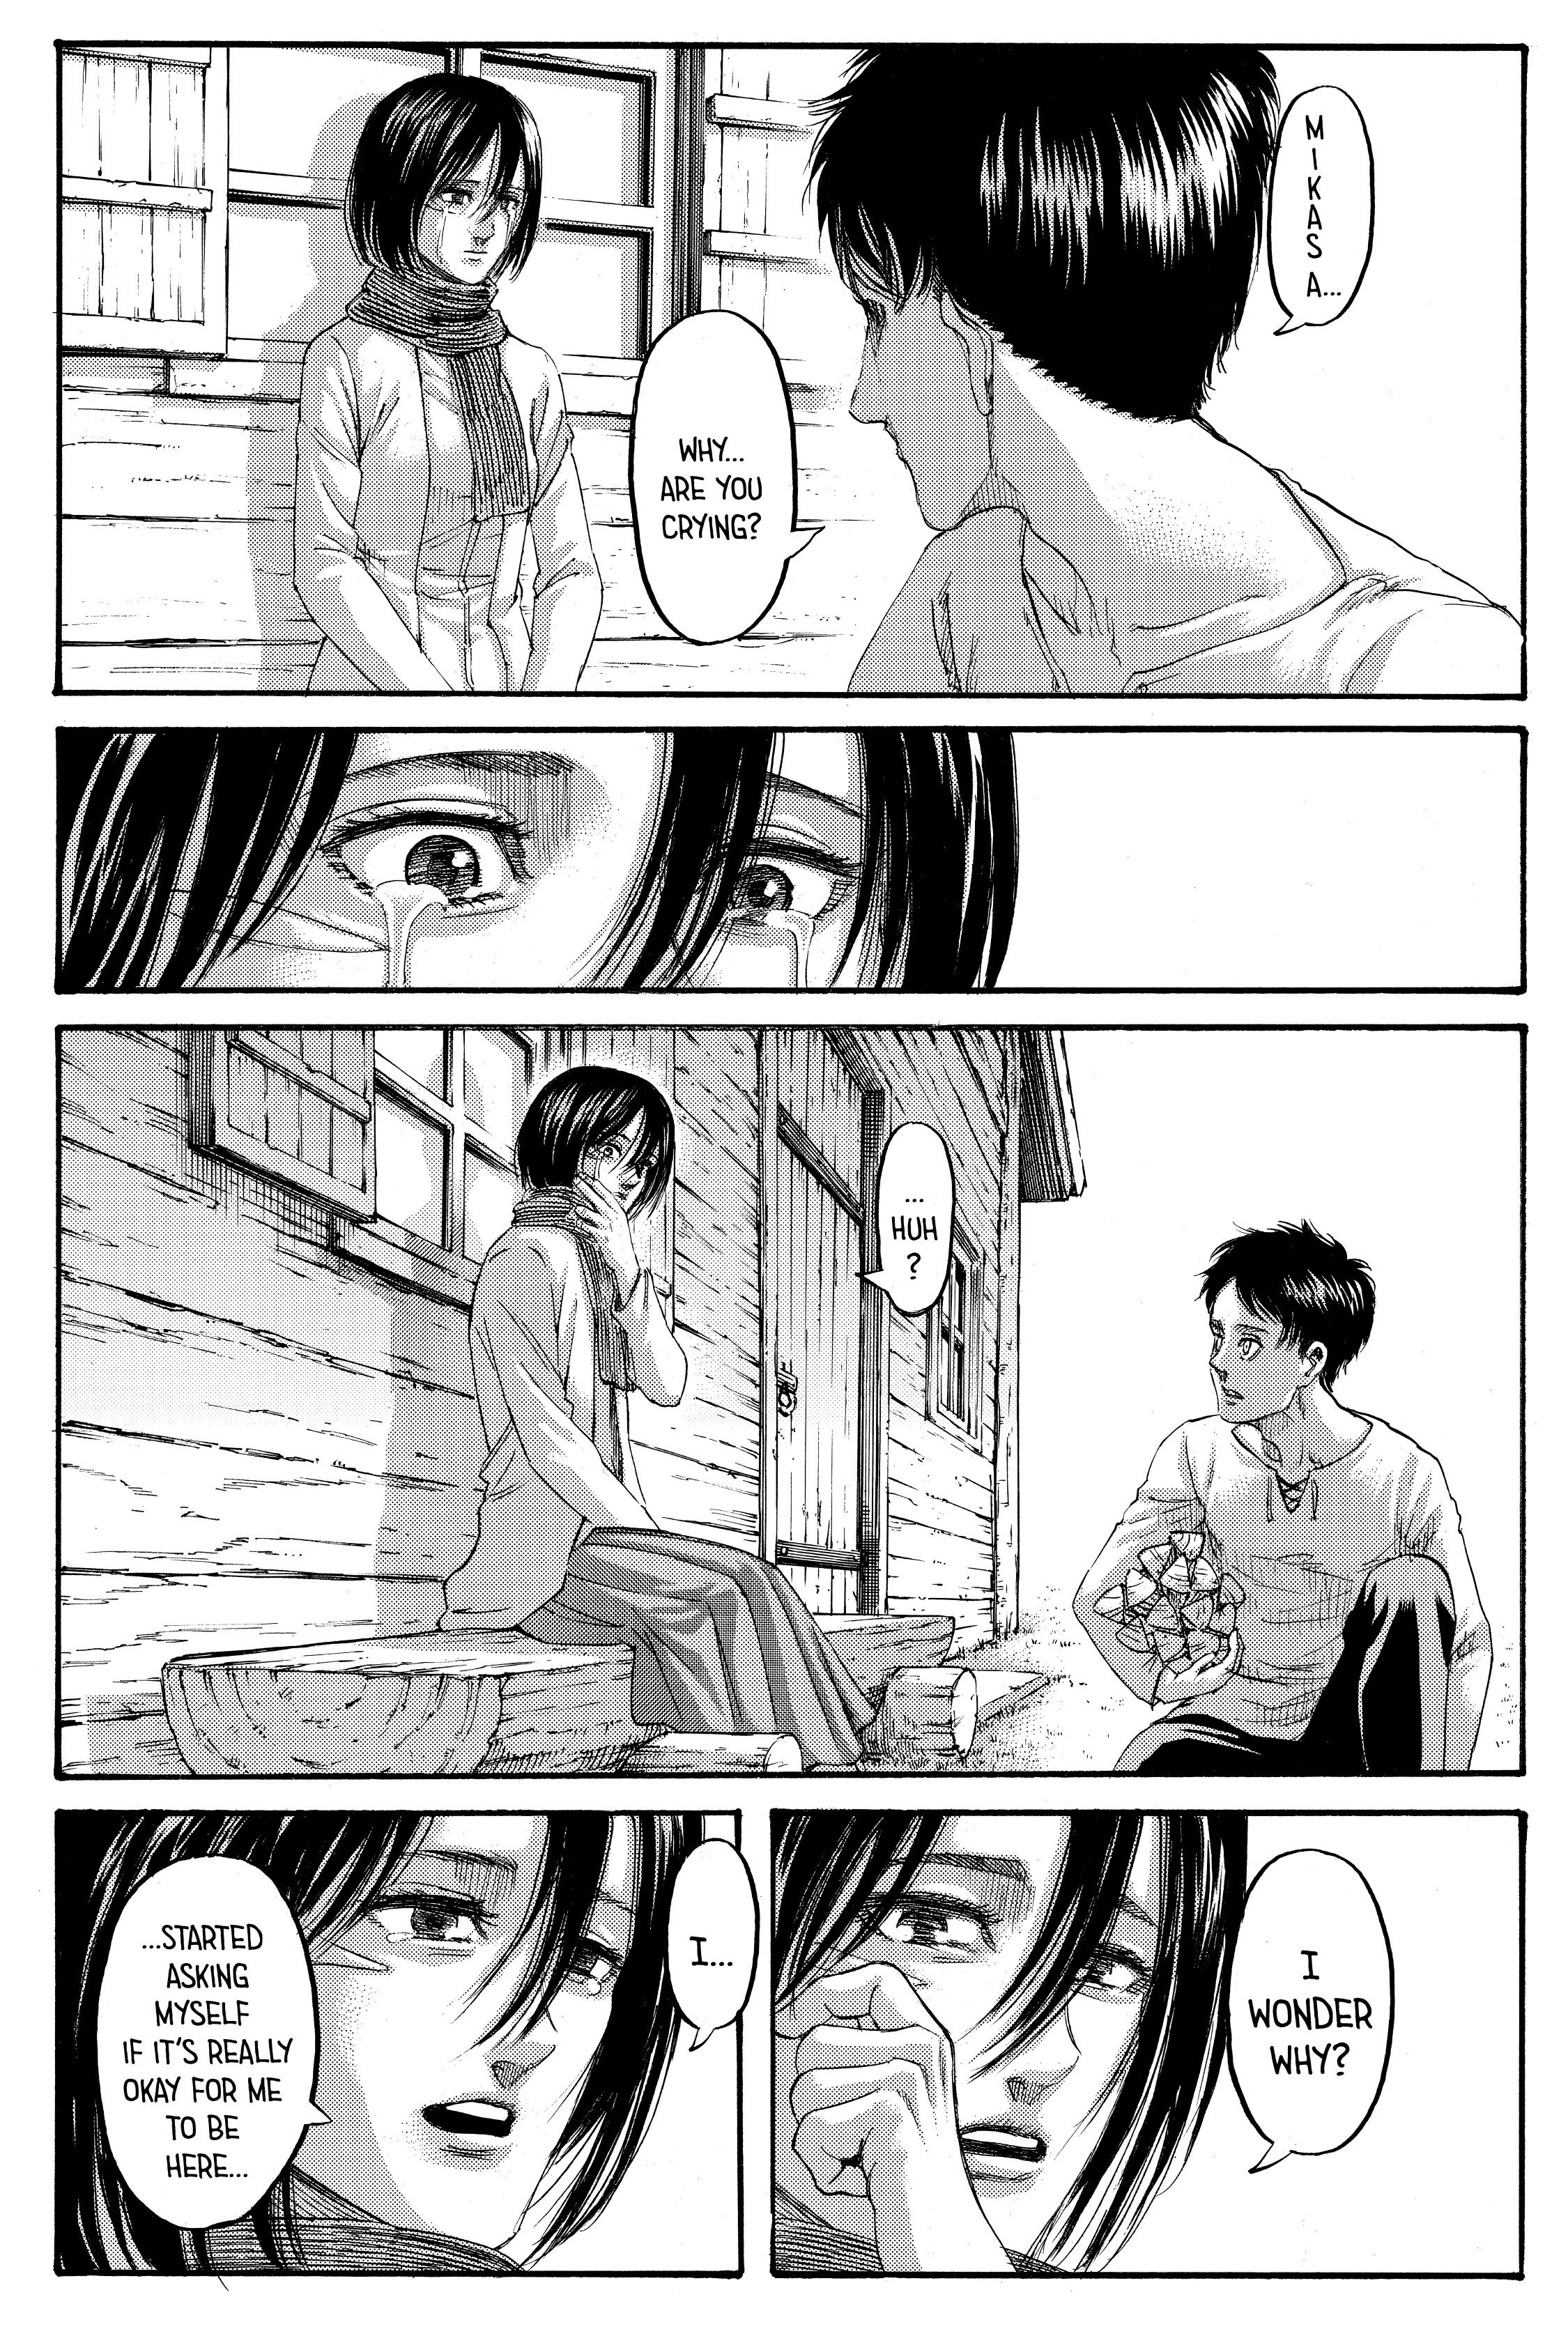 MIKASA...
WHY...
ARE YOU
CRYING?
...
HUH
?
I
WONDER
WHY?
I...
...STARTED
ASKING
MYSELF
IF IT'S REALLY
OKAY FOR ME
TO BE
HERE...